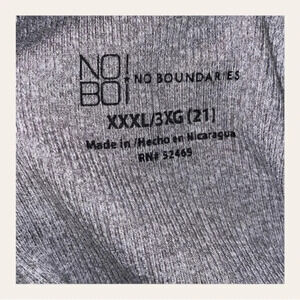 NO!
BO! NO BOUNDARIES
XXXL/3XG (21)
Made in /Hecho en Nicaragua
RN# 52469